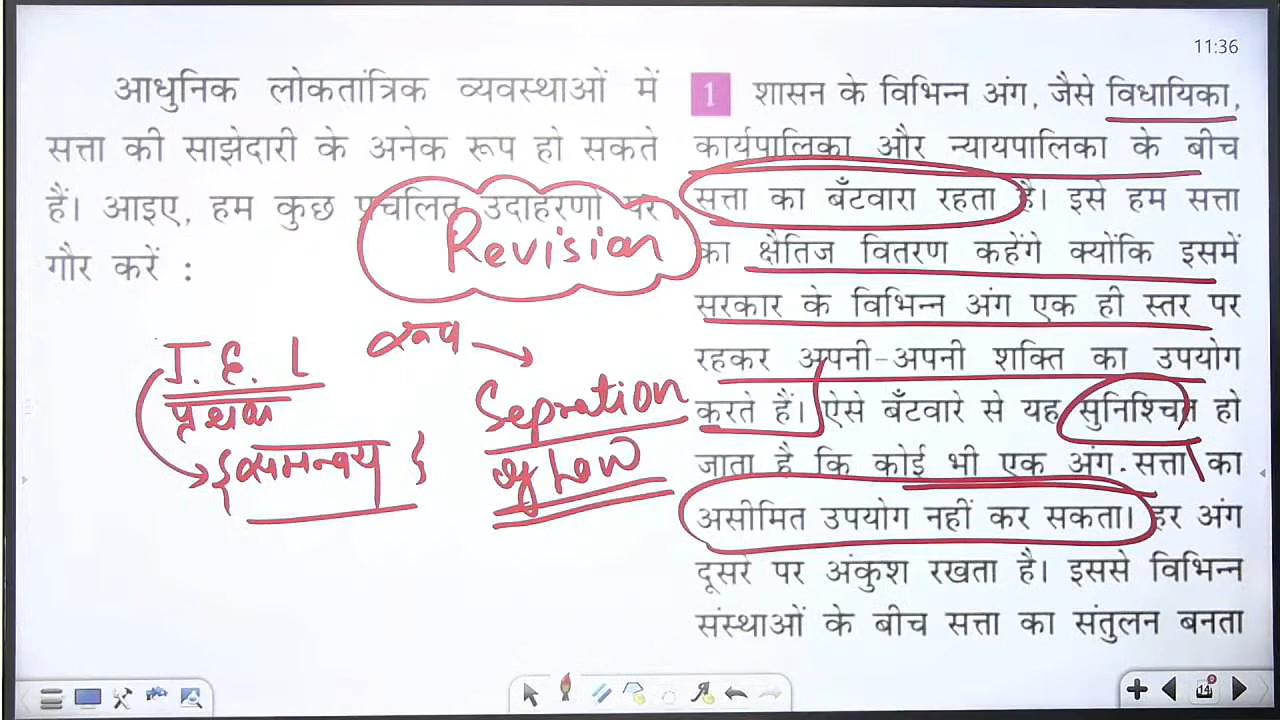 11:36
आधुनिक लोकतांत्रिक व्यवस्थाओं में
सत्ता की साझेदारी के अनेक रूप हो सकते
हैं। आइए, हम कुछ प्रचलित उदाहरणों पर
गौर करें :
Revision
रूप
J. E. L
पृथक
समन्वय
Sepration
of Low
1 शासन के विभिन्न अंग, जैसे विधायिका,
कार्यपालिका और न्यायपालिका के बीच
सत्ता का बँटवारा रहता है। इसे हम सत्ता
का क्षैतिज वितरण कहेंगे क्योंकि इसमें
सरकार के विभिन्न अंग एक ही स्तर पर
रहकर अपनी-अपनी शक्ति का उपयोग
करते हैं। ऐसे बँटवारे से यह सुनिश्चित हो
जाता है कि कोई भी एक अंग सत्ता का
असीमित उपयोग नहीं कर सकता। हर अंग
दूसरे पर अंकुश रखता है। इससे विभिन्न
संस्थाओं के बीच सत्ता का संतुलन बनता
14